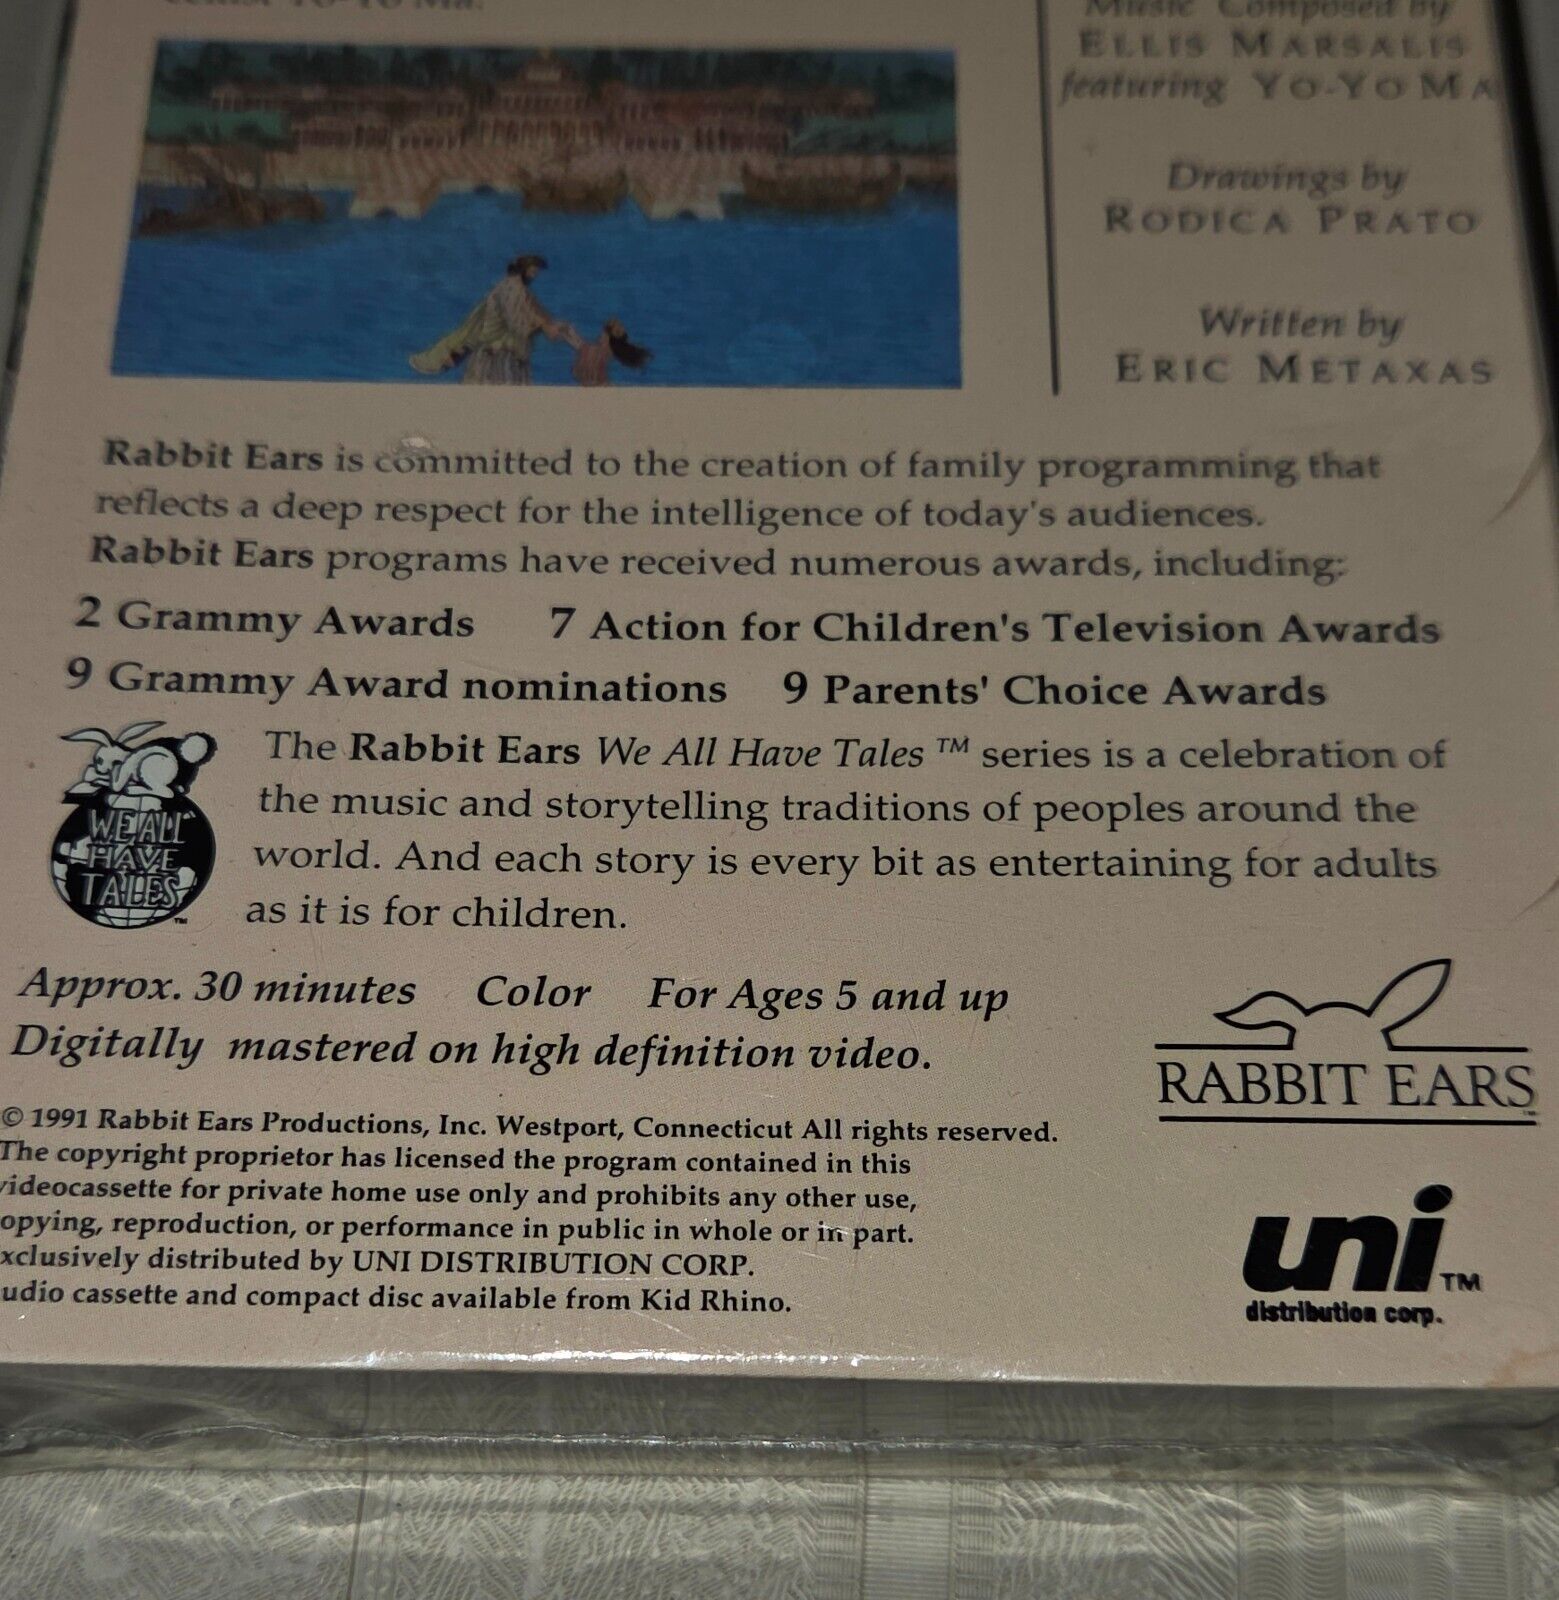 Yo-Yo Ma.
Music Composed by
ELLIS MARSALIS
featuring YO-YO MA
Drawings by
RODICA PRATO
Written by
ERIC METAXAS
Rabbit Ears is committed to the creation of family programming that
reflects a deep respect for the intelligence of today's audiences.
Rabbit Ears programs have received numerous awards, including:
2 Grammy Awards 7 Action for Children's Television Awards
9 Grammy Award nominations 9 Parents' Choice Awards
WE ALL
HAVE
TALES
TM
The Rabbit Ears We All Have Tales ™ series is a celebration of
the music and storytelling traditions of peoples around the
world. And each story is every bit as entertaining for adults
as it is for children.
Approx. 30 minutes Color For Ages 5 and up
Digitally mastered on high definition video.
RABBIT EARS
© 1991 Rabbit Ears Productions, Inc. Westport, Connecticut All rights reserved.
The copyright proprietor has licensed the program contained in this
videocassette for private home use only and prohibits any other use,
opying, reproduction, or performance in public in whole or in part.
xclusively distributed by UNI DISTRIBUTION CORP.
udio cassette and compact disc available from Kid Rhino.
uni TM
distribution corp.